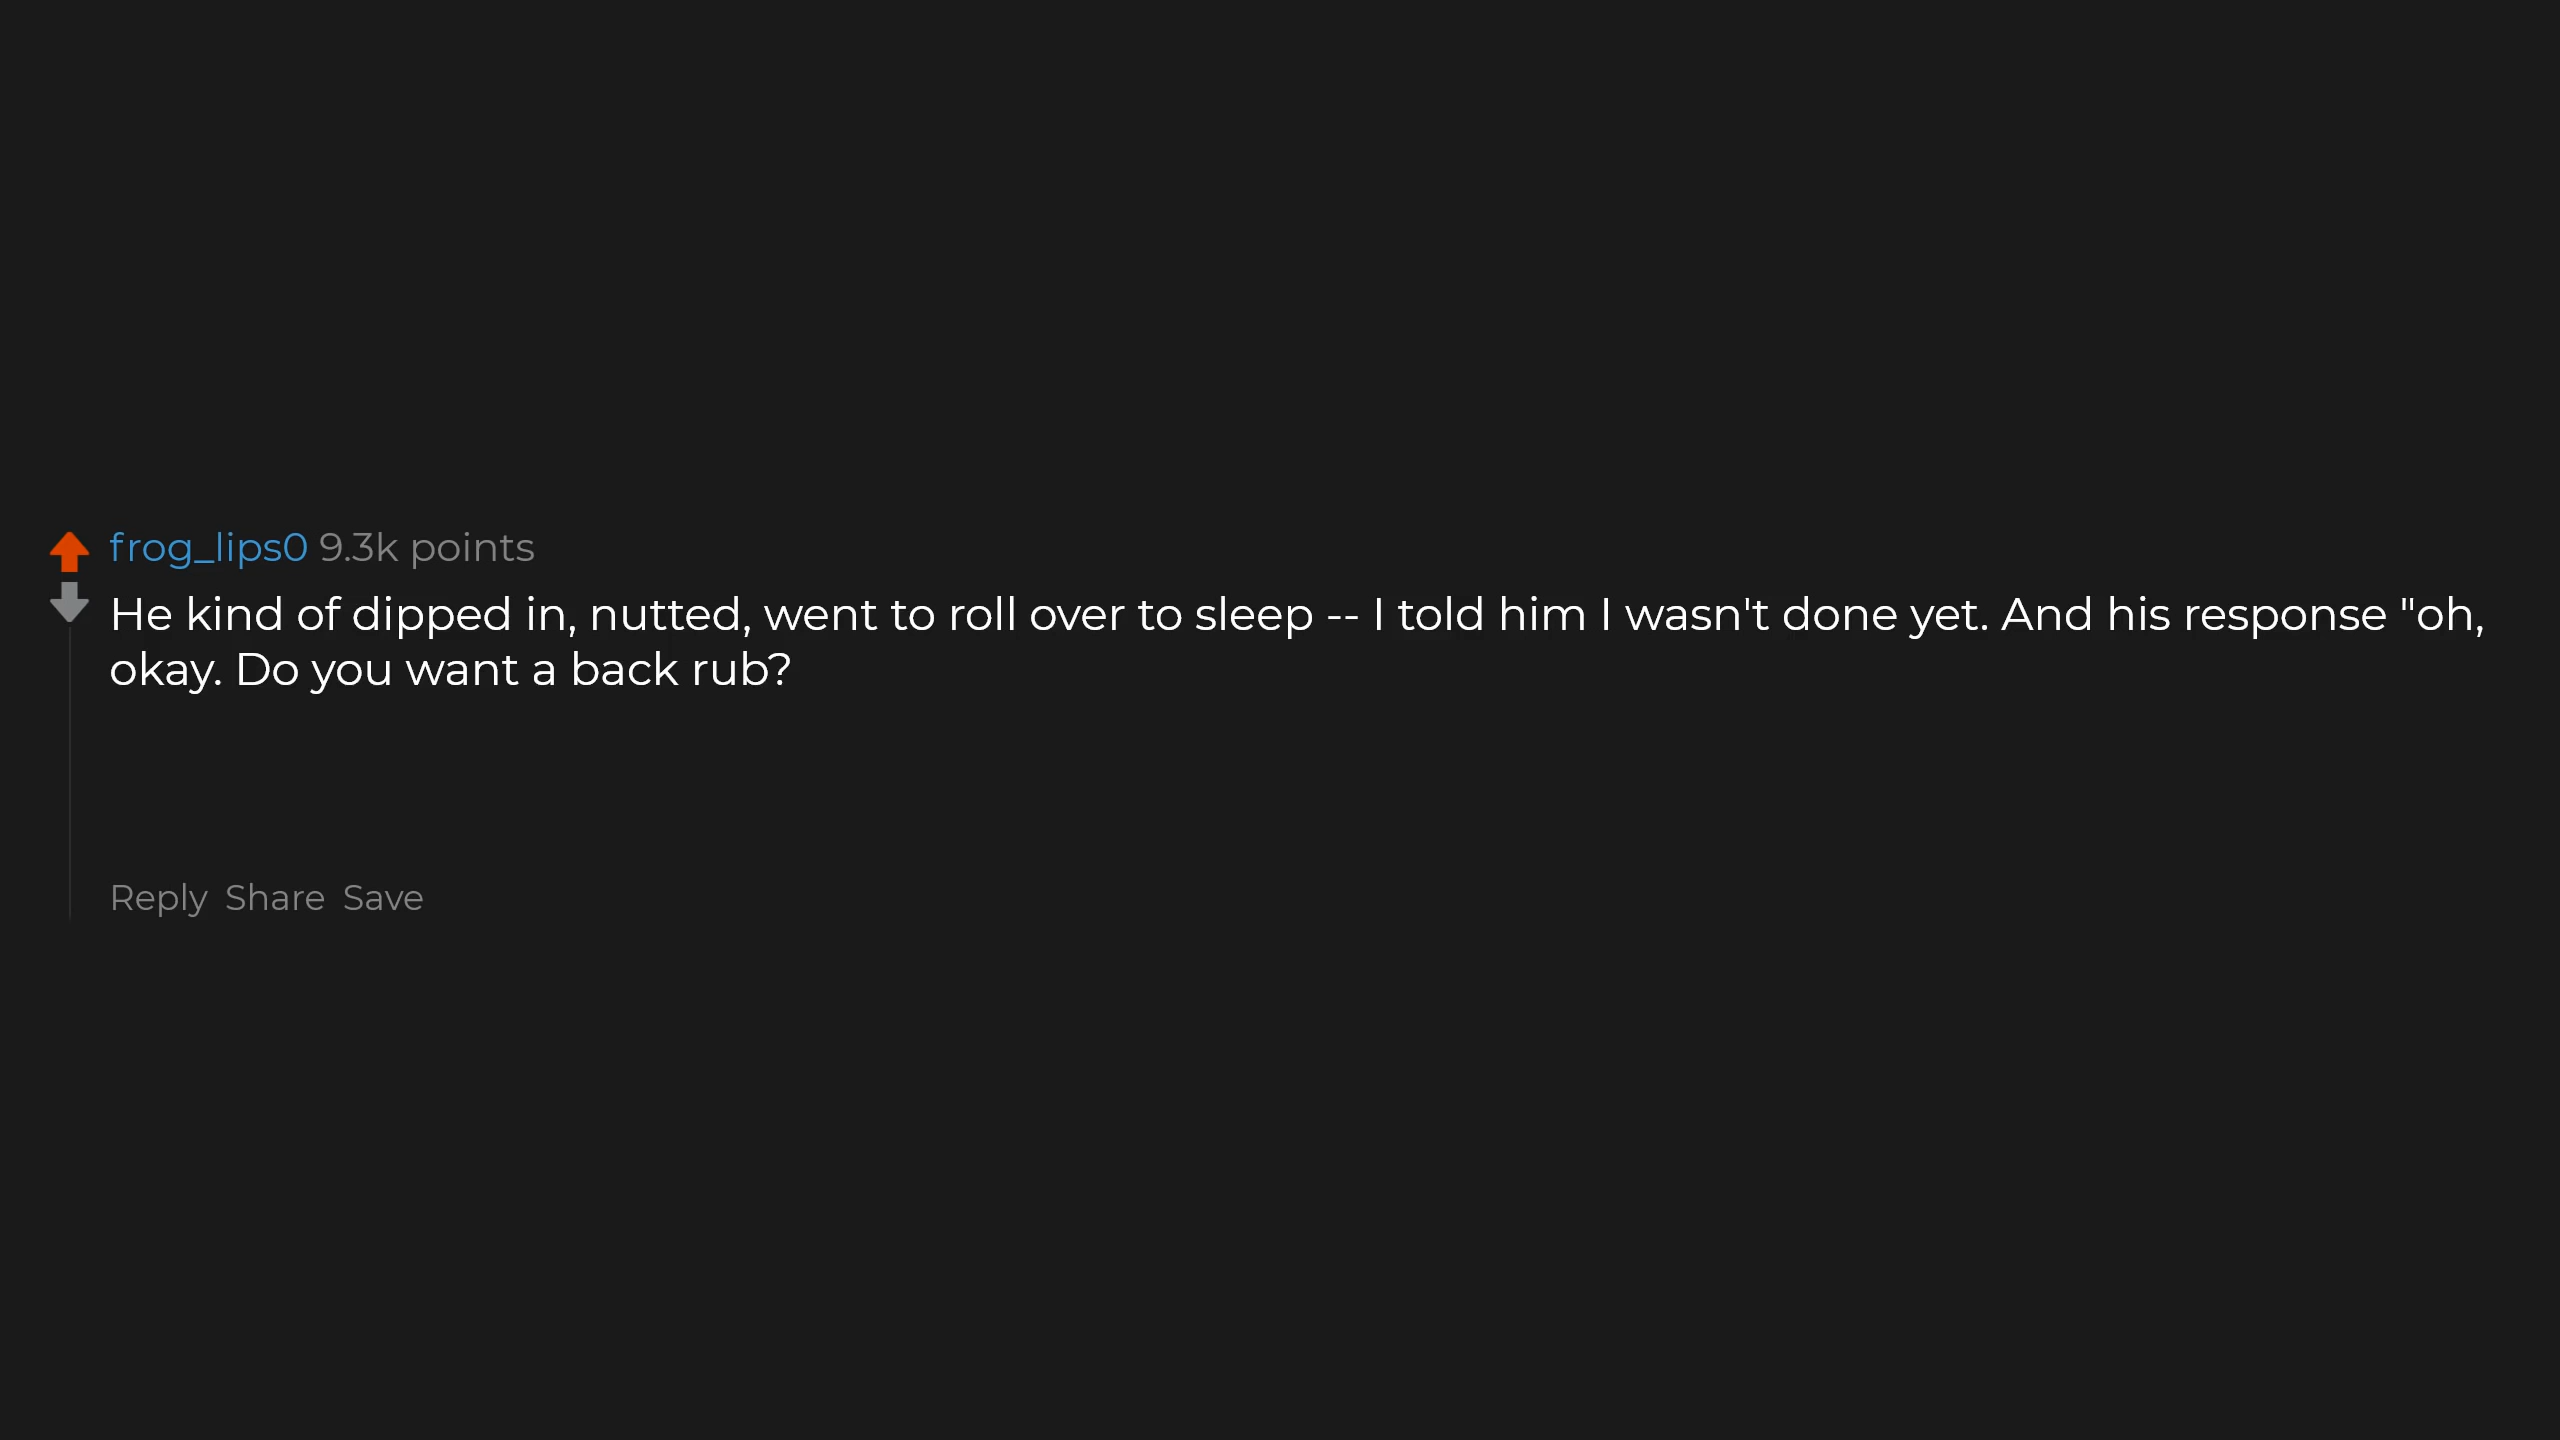 frog_lips0 9.3k points
He kind of dipped in, nutted, went to roll over to sleep -- I told him I wasn't done yet. And his response "oh,
okay. Do you want a back rub?
Reply Share Save